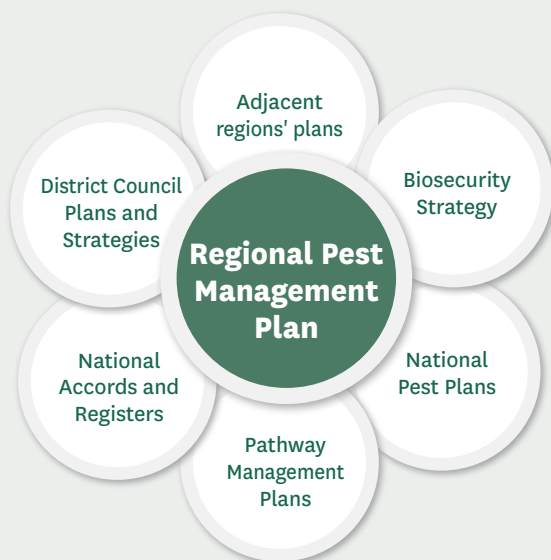 Adjacent
regions' plans
District Council
Plans and
Strategies
Biosecurity
Strategy
Regional Pest
Management
Plan
National
Accords and
Registers
National
Pest Plans
Pathway
Management
Plans